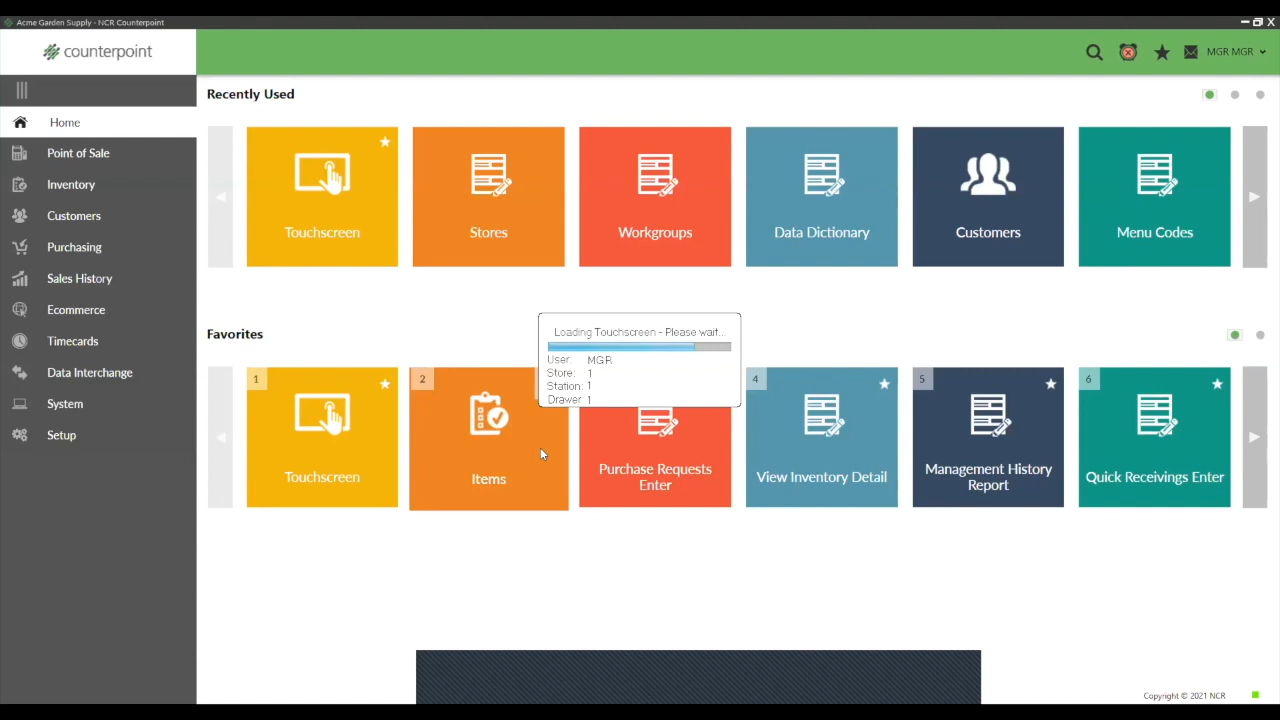 Acme Garden Supply - NCR Counterpoint
counterpoint
MGR MGR
Home
Point of Sale
Inventory
Customers
Purchasing
Sales History
Ecommerce
Timecards
Data Interchange
System
Setup
Recently Used
Touchscreen
Stores
Workgroups
Data Dictionary
Customers
Menu Codes
Loading Touchscreen - Please wait...
User: MGR
Store: 1
Station: 1
Drawer: 1
Favorites
1
Touchscreen
2
Items
Purchase Requests
Enter
4
View Inventory Detail
5
Management History
Report
6
Quick Receivings Enter
Copyright © 2021 NCR